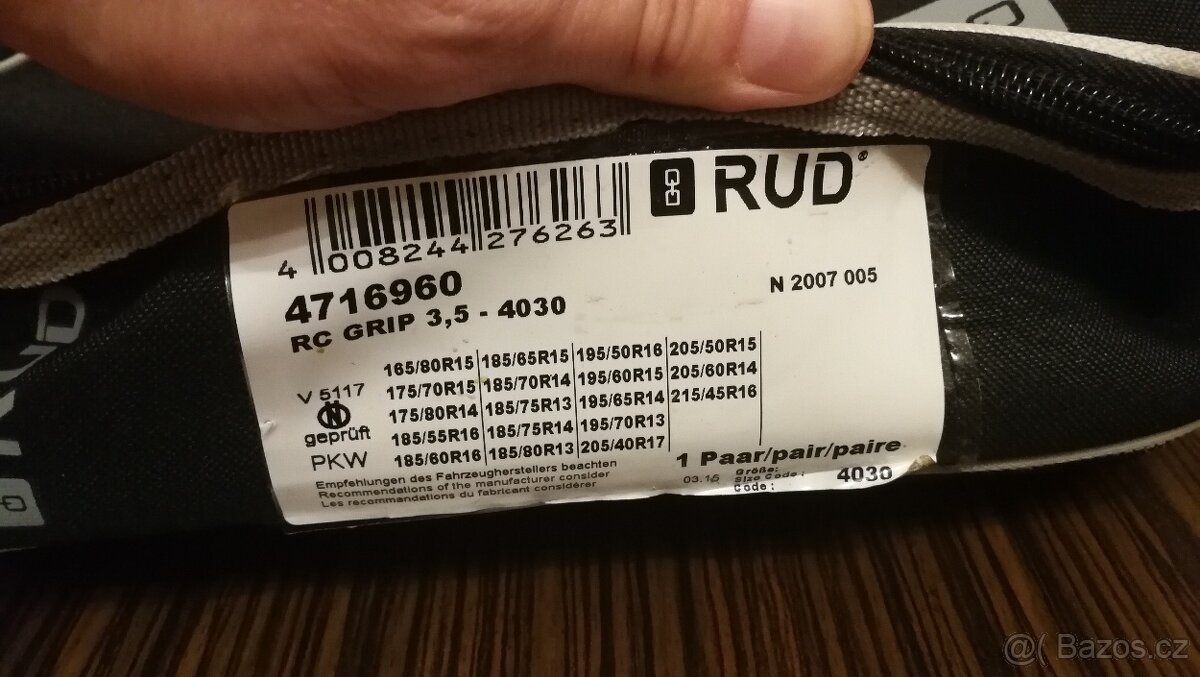 RUD®
4 008244 276263
4716960
N 2007 005
RC GRIP 3,5 - 4030
165/80R15 185/65R15 195/50R16 205/50R15
175/70R15 185/70R14 195/60R15 205/60R14
175/80R14 185/75R13 195/65R14 215/45R16
185/55R16 185/75R14 195/70R13
185/60R16 185/80R13 205/40R17
V 5117
geprüft
PKW
1 Paar/pair/paire
Empfehlungen des Fahrzeugherstellers beachten
Recommendations of the manufacturer consider
Les recommandations du fabricant considérer
03.15
Größe:
Size Code:
Code:
4030
RUD
@( Bazos.cz